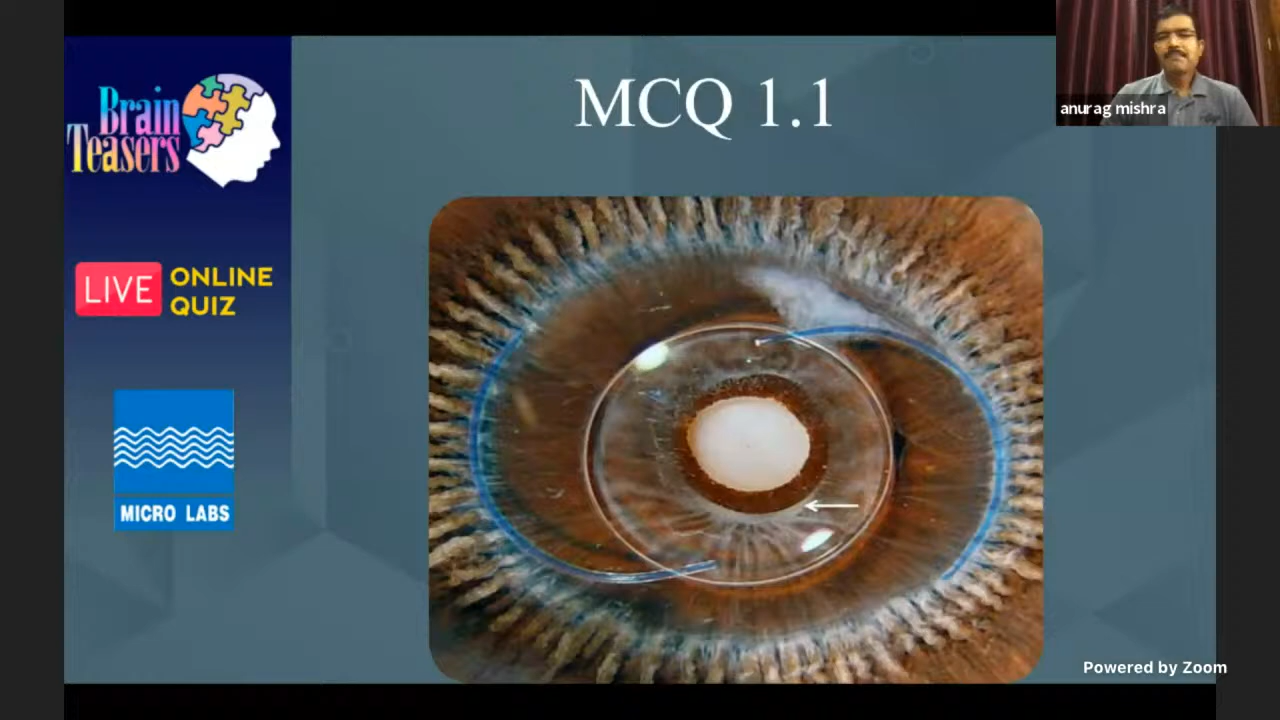 MCQ 1.1
anurag mishra
Brain
Teasers
LIVE ONLINE
QUIZ
MICRO LABS
Powered by Zoom